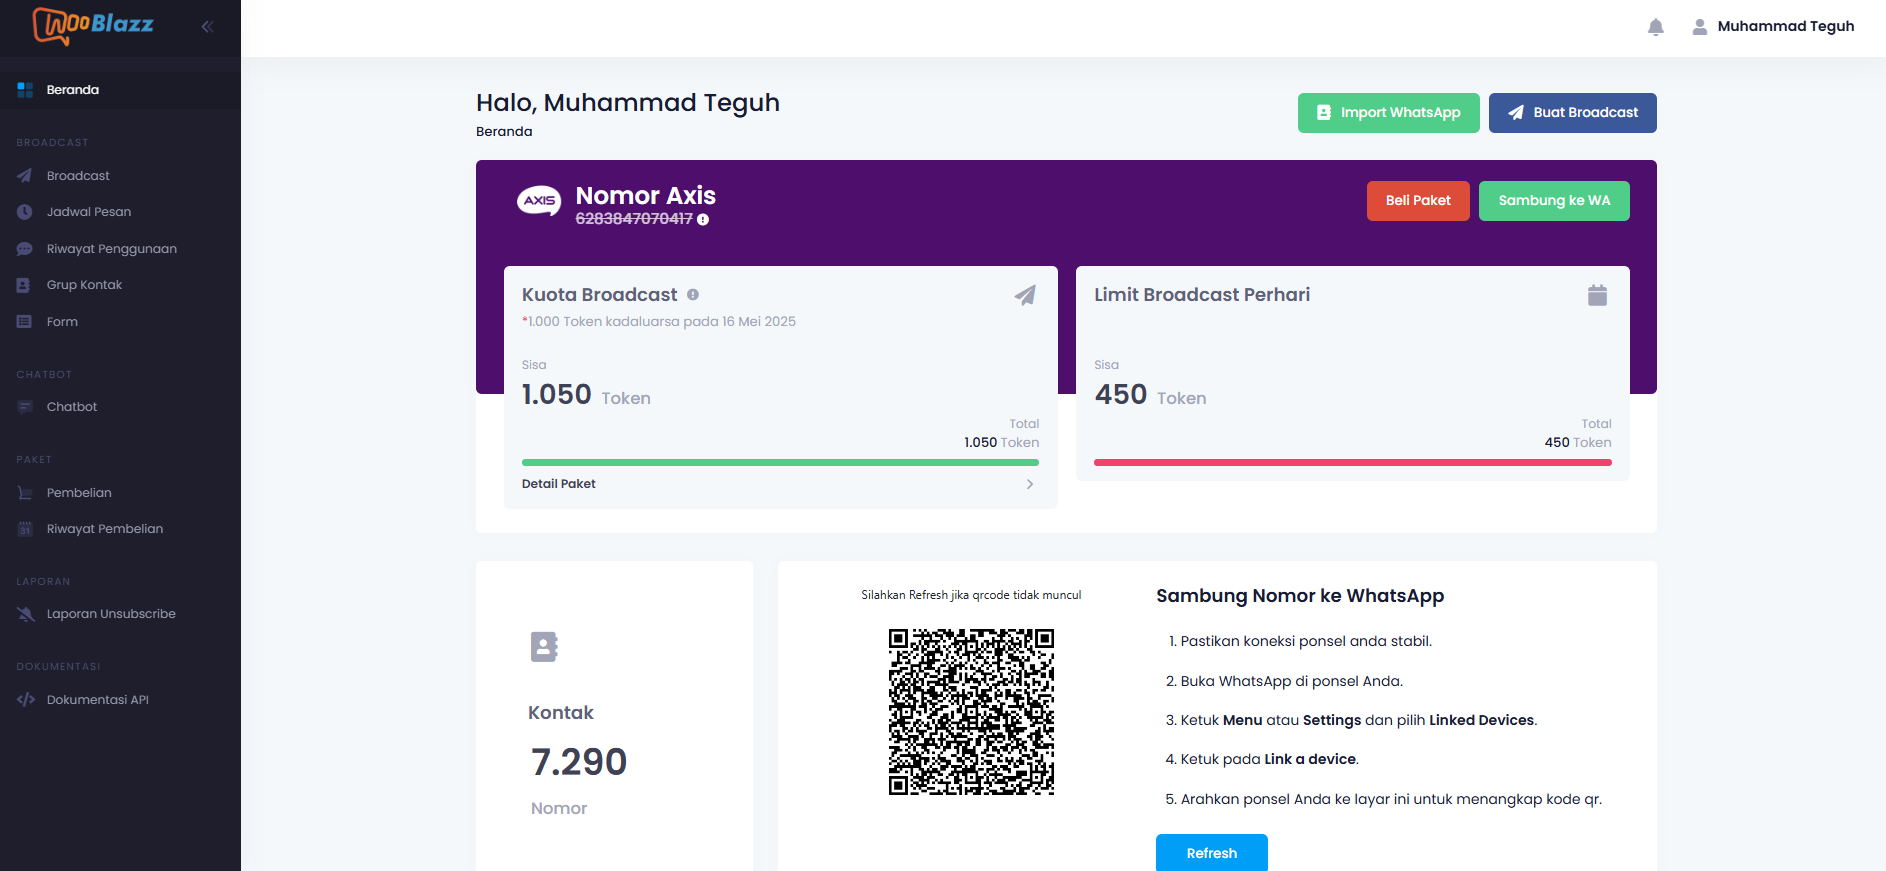 WooBlazz
Muhammad Teguh
Beranda
BROADCAST
Broadcast
Jadwal Pesan
Riwayat Penggunaan
Grup Kontak
Form
CHATBOT
Chatbot
PAKET
Pembelian
31
Riwayat Pembelian
LAPORAN
Laporan Unsubscribe
DOKUMENTASI
Dokumentasi API
Halo, Muhammad Teguh
Beranda
Import WhatsApp
Buat Broadcast
AXIS
Nomor Axis
6283847070417
Beli Paket
Sambung ke WA
Kuota Broadcast
*1.000 Token kadaluarsa pada 16 Mei 2025
Sisa
1.050 Token
Total
1.050 Token
Detail Paket
Limit Broadcast Perhari
Sisa
450 Token
Total
450 Token
Kontak
7.290
Nomor
Silahkan Refresh jika qrcode tidak muncul
Sambung Nomor ke WhatsApp
1. Pastikan koneksi ponsel anda stabil.
2. Buka WhatsApp di ponsel Anda.
3. Ketuk Menu atau Settings dan pilih Linked Devices.
4. Ketuk pada Link a device.
5. Arahkan ponsel Anda ke layar ini untuk menangkap kode qr.
Refresh